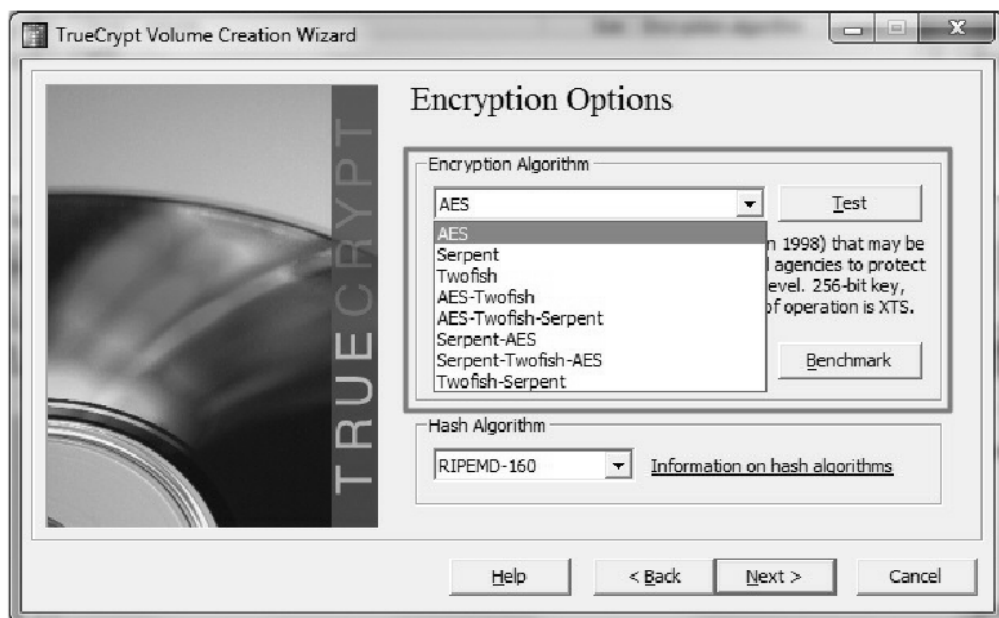 TrueCrypt Volume Creation Wizard
TRUECRYPT
Encryption Options
Encryption Algorithm
AES
Test
AES
Serpent
Twofish
AES-Twofish
AES-Twofish-Serpent
Serpent-AES
Serpent-Twofish-AES
Twofish-Serpent
n 1998) that may be
agencies to protect
evel. 256-bit key,
of operation is XTS.
Benchmark
Hash Algorithm
RIPEMD-160
Information on hash algorithms
Help
< Back
Next >
Cancel